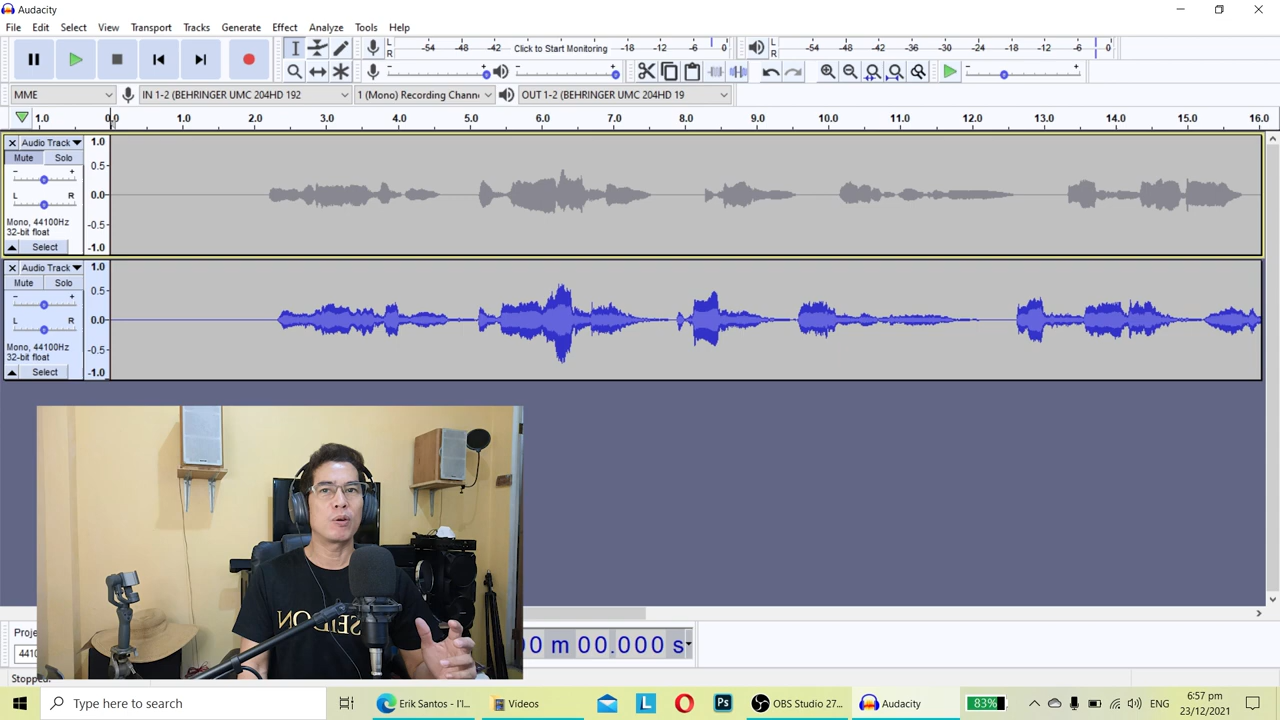 Audacity
File Edit Select View Transport Tracks Generate Effect Analyze Tools Help
L R -54 -48 -42 Click to Start Monitoring -18 -12 -6 0
L R -54 -48 -42 -36 -30 -24 -18 -12 -6 0
MME IN 1-2 (BEHRINGER UMC 204HD 192 1 (Mono) Recording Chann OUT 1-2 (BEHRINGER UMC 204HD 19
1.0 0.0 1.0 2.0 3.0 4.0 5.0 6.0 7.0 8.0 9.0 10.0 11.0 12.0 13.0 14.0 15.0 16.0
Audio Track 1.0
Mute Solo
0.5
- +
L R 0.0
Mono, 44100Hz -0.5
32-bit float
Select -1.0
Audio Track 1.0
Mute Solo
0.5
- +
L R 0.0
Mono, 44100Hz -0.5
32-bit float
Select -1.0
SEIDON
Proje
4410
00 m 00.000 s
Stopped.
Type here to search
Erik Santos - I'l...
Videos
L
Ps
OBS Studio 27...
Audacity
83%
6:57 pm
23/12/2021